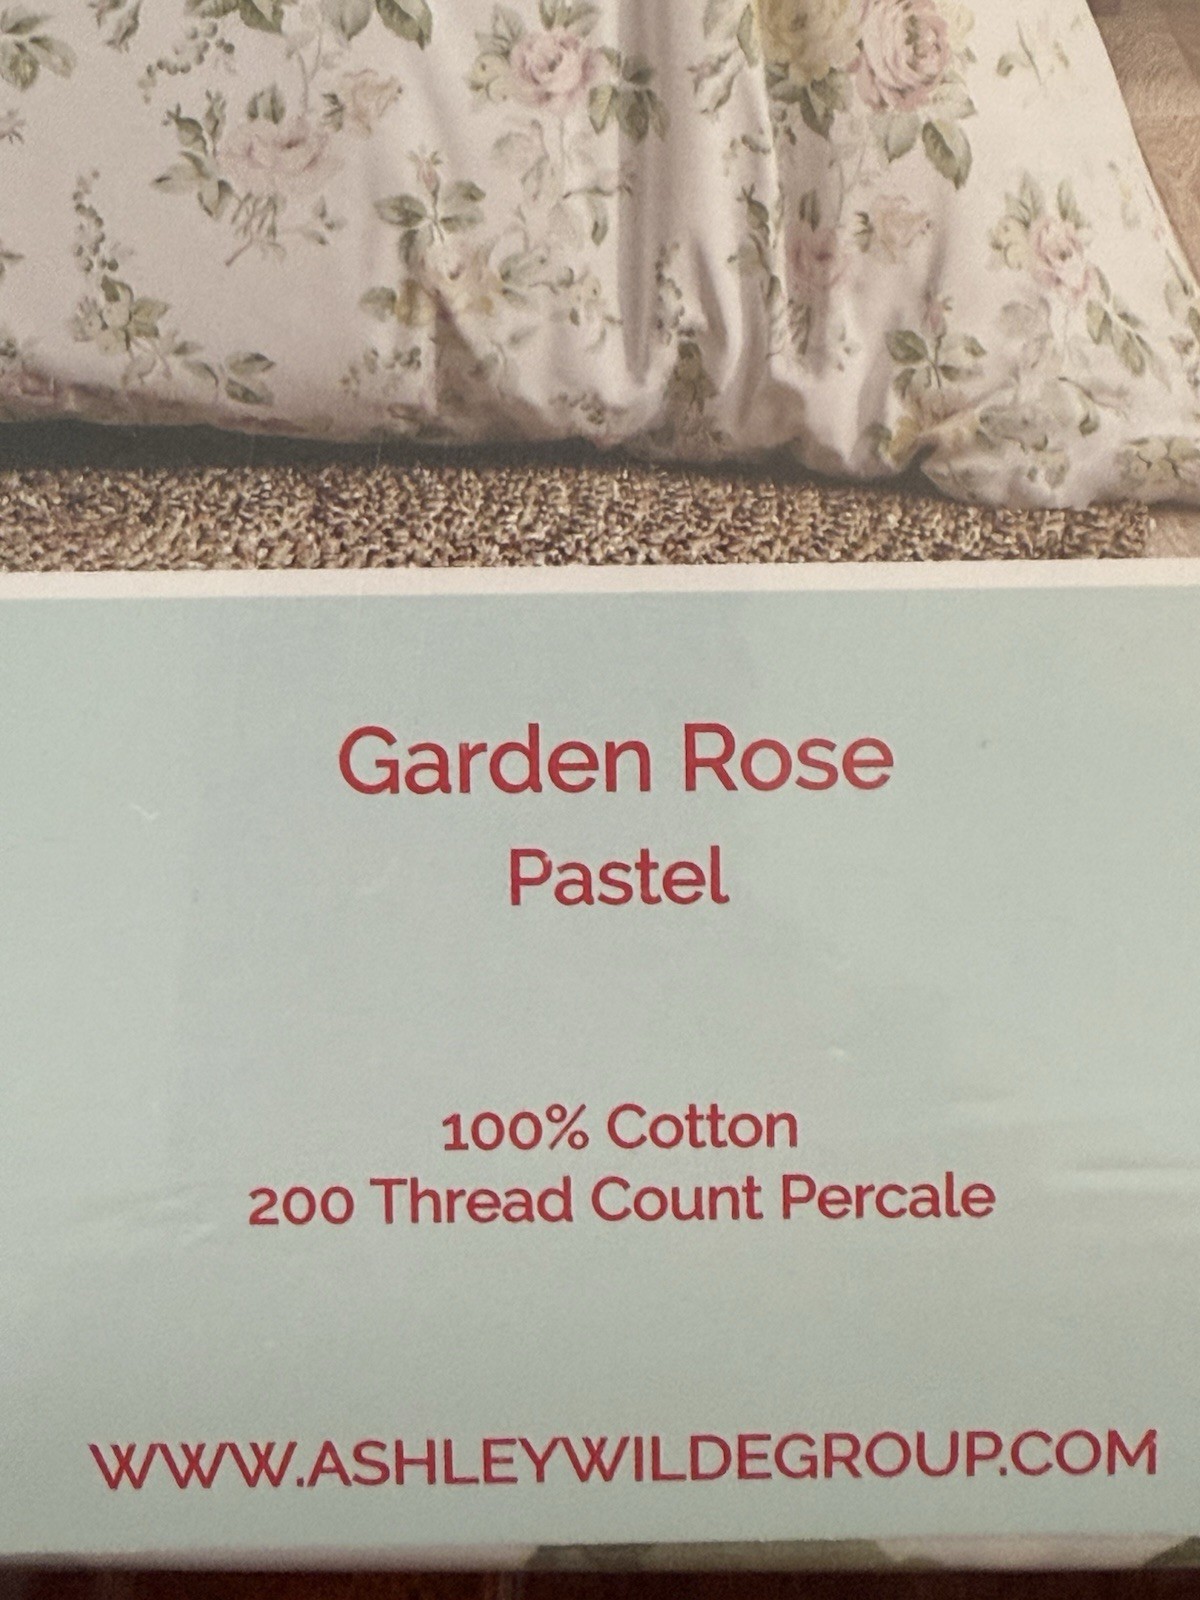 Garden Rose
Pastel
100% Cotton
200 Thread Count Percale
WWW.ASHLEYWILDEGROUP.COM